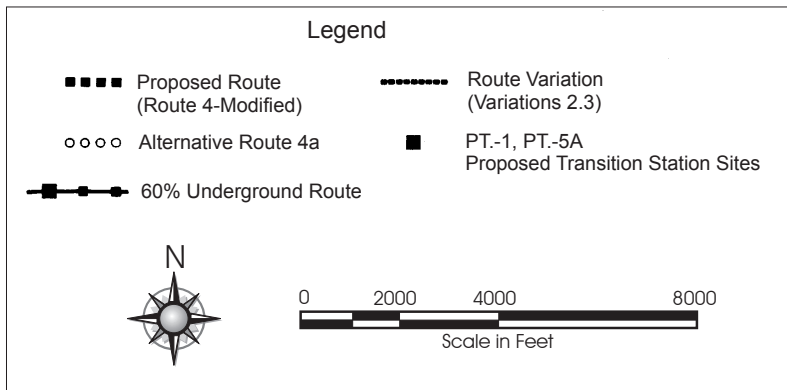 Legend
Proposed Route
(Route 4-Modified)
Route Variation
(Variations 2.3)
Alternative Route 4a
PT.-1, PT.-5A
Proposed Transition Station Sites
60% Underground Route
N
0 2000 4000 8000
Scale in Feet